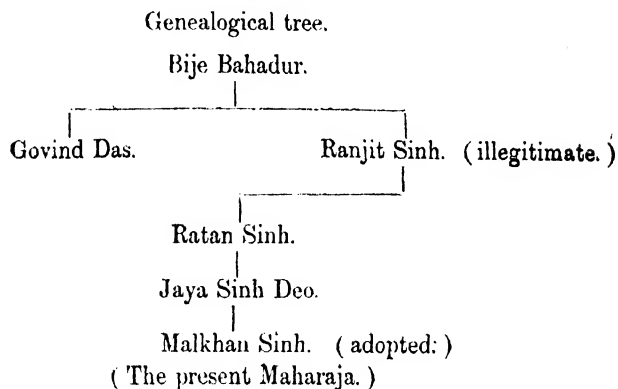 Genealogical tree.
Bije Bahadur.
Govind Das. Ranjit Sinh. (illegitimate.)
Ratan Sinh.
Jaya Sinh Deo.
Malkhan Sinh. (adopted:)
(The present Maharaja.)